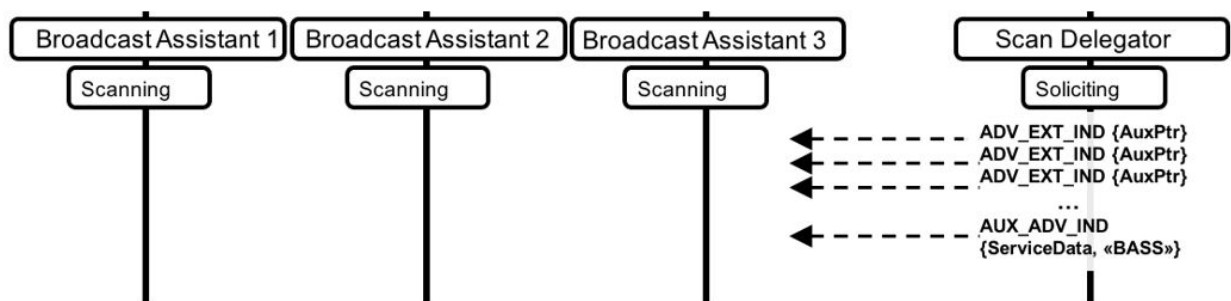 Broadcast Assistant 1
Broadcast Assistant 2
Broadcast Assistant 3
Scan Delegator
Scanning
Scanning
Scanning
Soliciting
ADV_EXT_IND {AuxPtr}
ADV_EXT_IND {AuxPtr}
ADV_EXT_IND {AuxPtr}
...
AUX_ADV_IND
{ServiceData, «BASS»}